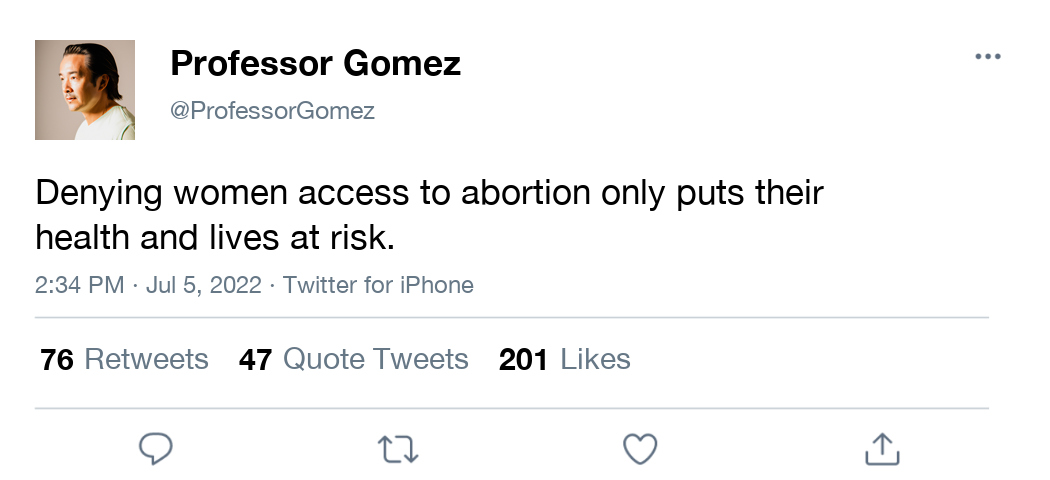 Professor Gomez
@ProfessorGomez
Denying women access to abortion only puts their
health and lives at risk.
2:34 PM · Jul 5, 2022 · Twitter for iPhone
76 Retweets 47 Quote Tweets 201 Likes